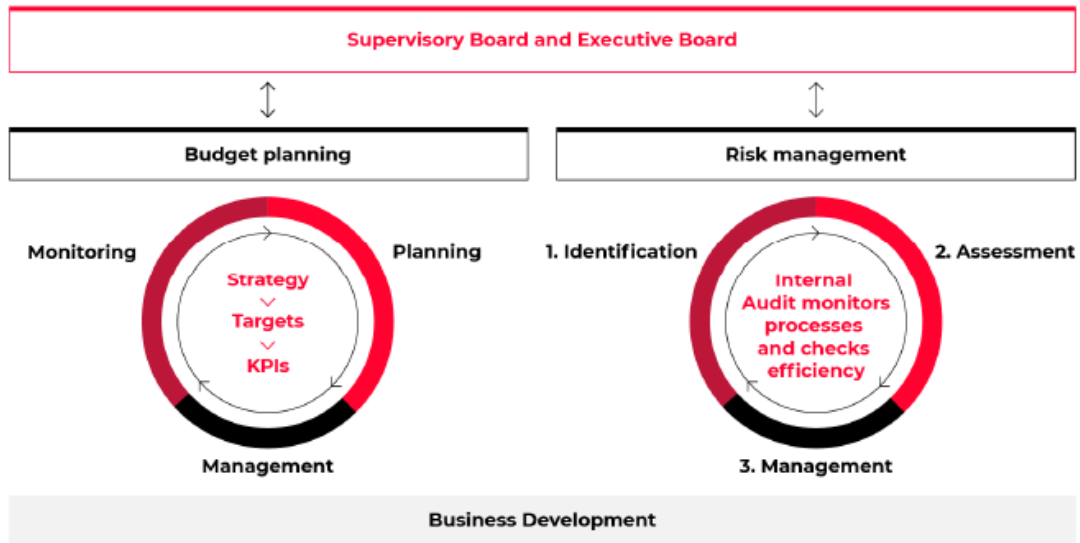 Supervisory Board and Executive Board
Budget planning
Risk management
Monitoring
Planning
Strategy
Targets
KPIs
Management
1. Identification
2. Assessment
Internal
Audit monitors
processes
and checks
efficiency
3. Management
Business Development